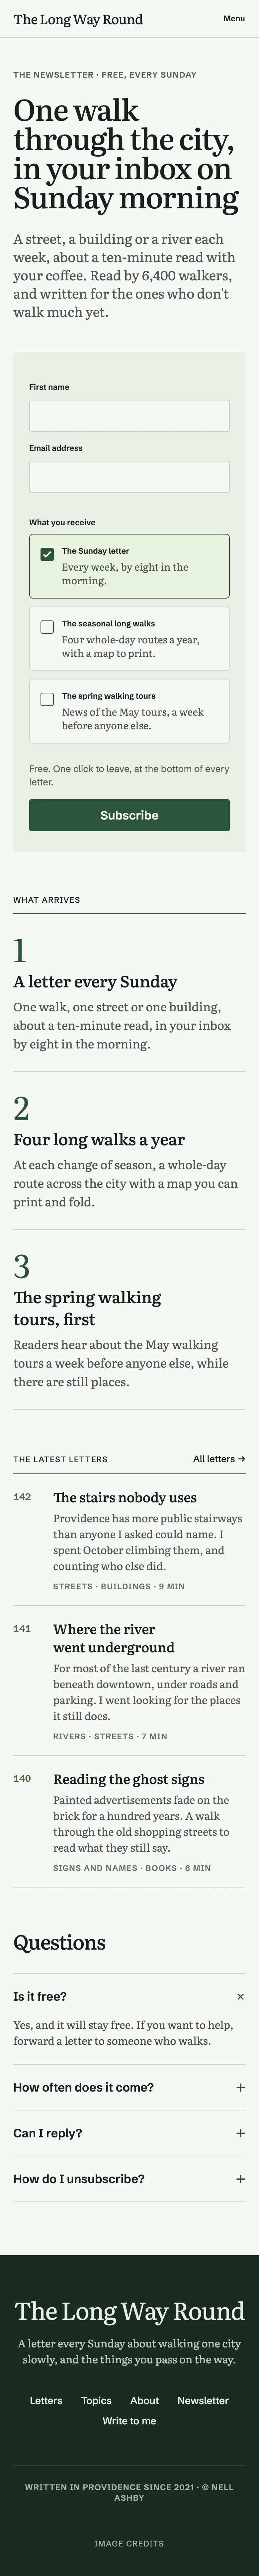 The Long Way Round
Menu
THE NEWSLETTER · FREE, EVERY SUNDAY
One walk
through the city,
in your inbox on
Sunday morning
A street, a building or a river each
week, about a ten-minute read with
your coffee. Read by 6,400 walkers,
and written for the ones who don't
walk much yet.
First name
Email address
What you receive
The Sunday letter
Every week, by eight in the
morning.
The seasonal long walks
Four whole-day routes a year,
with a map to print.
The spring walking tours
News of the May tours, a week
before anyone else.
Free. One click to leave, at the bottom of every
letter.
Subscribe
WHAT ARRIVES
1
A letter every Sunday
One walk, one street or one building,
about a ten-minute read, in your inbox
by eight in the morning.
2
Four long walks a year
At each change of season, a whole-day
route across the city with a map you can
print and fold.
3
The spring walking
tours, first
Readers hear about the May walking
tours a week before anyone else, while
there are still places.
THE LATEST LETTERS
All letters →
142
The stairs nobody uses
Providence has more public stairways
than anyone I asked could name. I
spent October climbing them, and
counting who else did.
STREETS · BUILDINGS · 9 MIN
141
Where the river
went underground
For most of the last century a river ran
beneath downtown, under roads and
parking. I went looking for the places
it still does.
RIVERS · STREETS · 7 MIN
140
Reading the ghost signs
Painted advertisements fade on the
brick for a hundred years. A walk
through the old shopping streets to
read what they still say.
SIGNS AND NAMES · BOOKS · 6 MIN
Questions
Is it free?
Yes, and it will stay free. If you want to help,
forward a letter to someone who walks.
How often does it come?
Can I reply?
How do I unsubscribe?
The Long Way Round
A letter every Sunday about walking one city
slowly, and the things you pass on the way.
Letters Topics About Newsletter
Write to me
WRITTEN IN PROVIDENCE SINCE 2021 · © NELL
ASHBY
IMAGE CREDITS